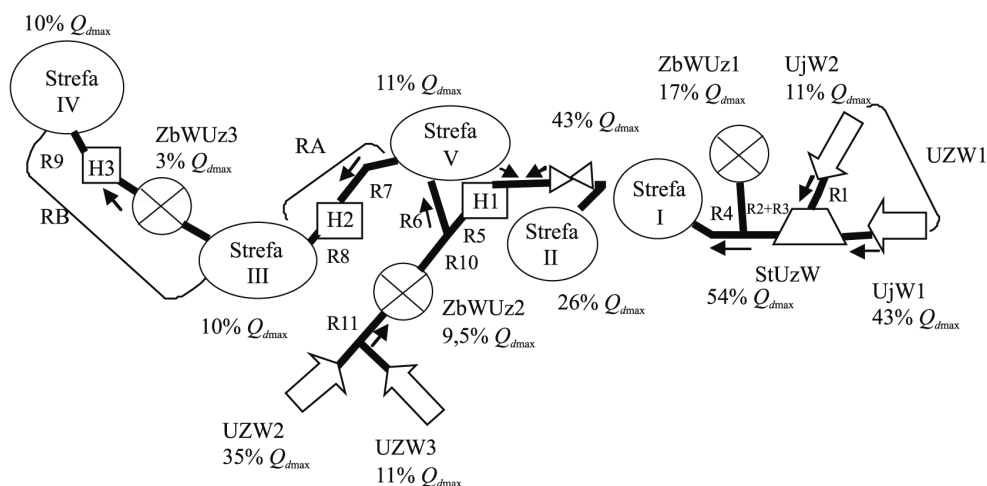 10% Qdmax
Strefa
IV
R9
H3
ZbWUz3
3% Qdmax
RB
Strefa
III
10% Qdmax
RA
H2
R8
R7
11% Qdmax
Strefa
V
R6
H1
R5
R10
ZbWUz2
9,5% Qdmax
R11
UZW2
35% Qdmax
UZW3
11% Qdmax
43% Qdmax
Strefa
II
26% Qdmax
Strefa
I
R4
R2+R3
ZbWUz1
17% Qdmax
UjW2
11% Qdmax
R1
UZW1
StUzW
54% Qdmax
UjW1
43% Qdmax